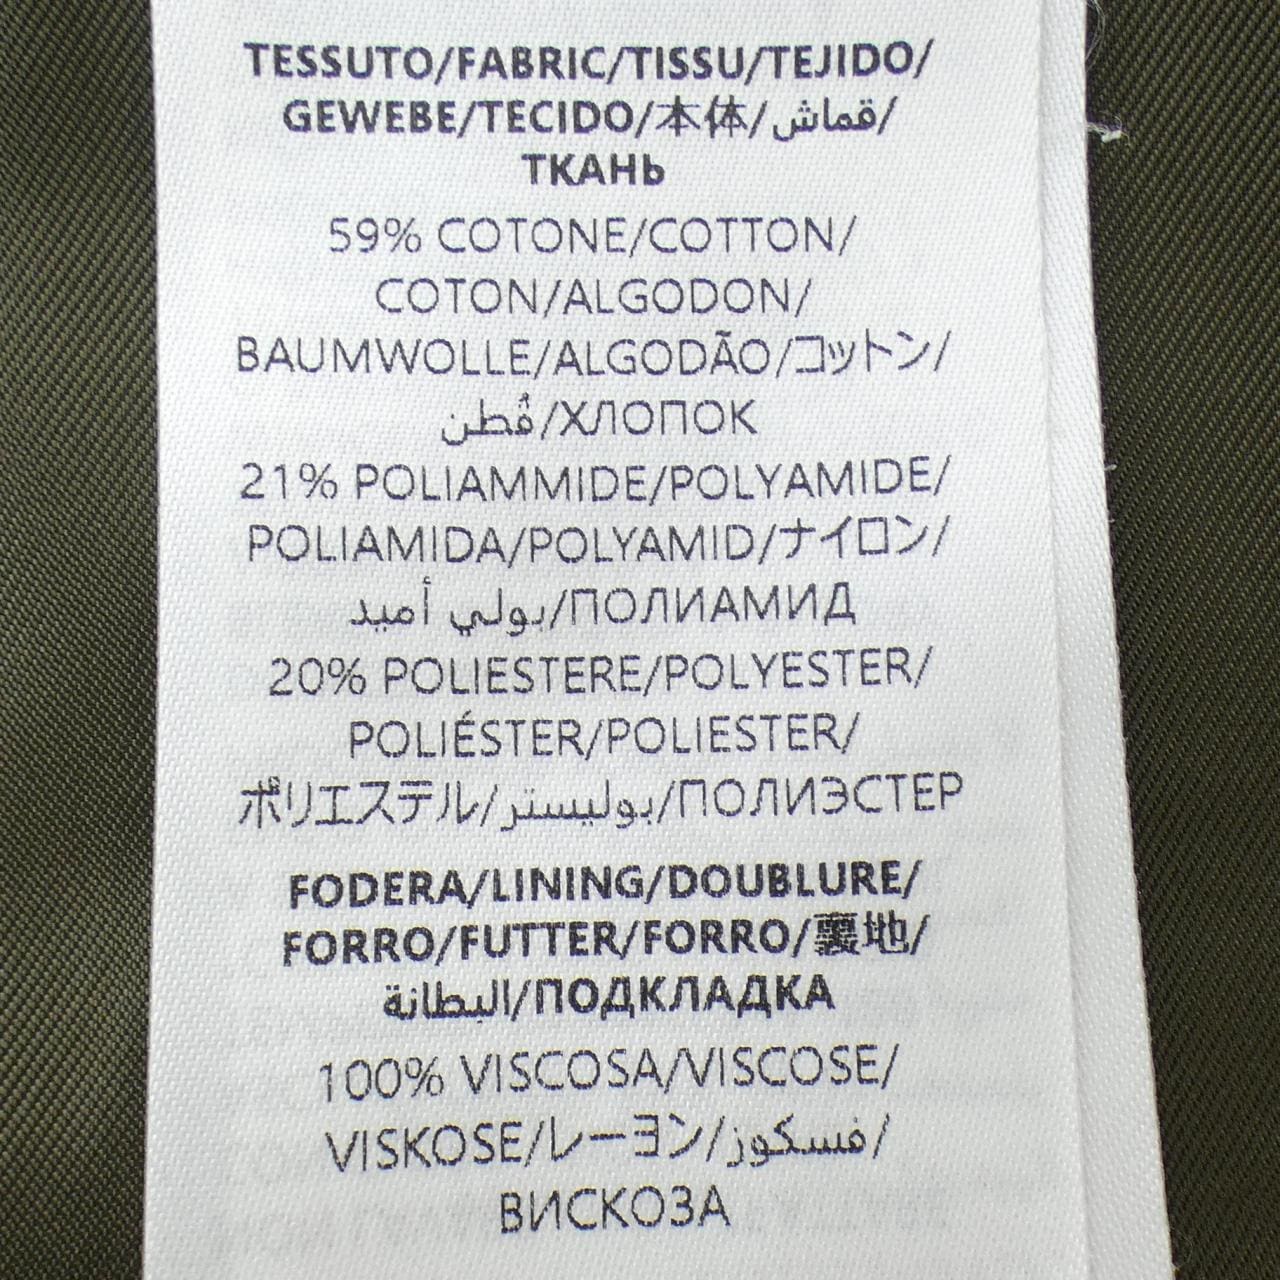 TESSUTO/FABRIC/TISSU/TEJIDO/
GEWEBE/TECIDO/本体/قماش/
ТКАНЬ
59% COTONE/COTTON/
COTON/ALGODON/
BAUMWOLLE/ALGODÃO/コットン/
قُطن/ХЛОПОК
21% POLIAMMIDE/POLYAMIDE/
POLIAMIDA/POLYAMID/ナイロン/
بولي أميد/ПОЛИАМИД
20% POLIESTERE/POLYESTER/
POLIÉSTER/POLIESTER/
ポリエステル/بوليستر/ПОЛИЭСТЕР
FODERA/LINING/DOUBLURE/
FORRO/FUTTER/FORRO/裏地/
البطانة/ПОДКЛАДКА
100% VISCOSA/VISCOSE/
VISKOSE/レーヨン/فسكوز/
ВИСКОЗА